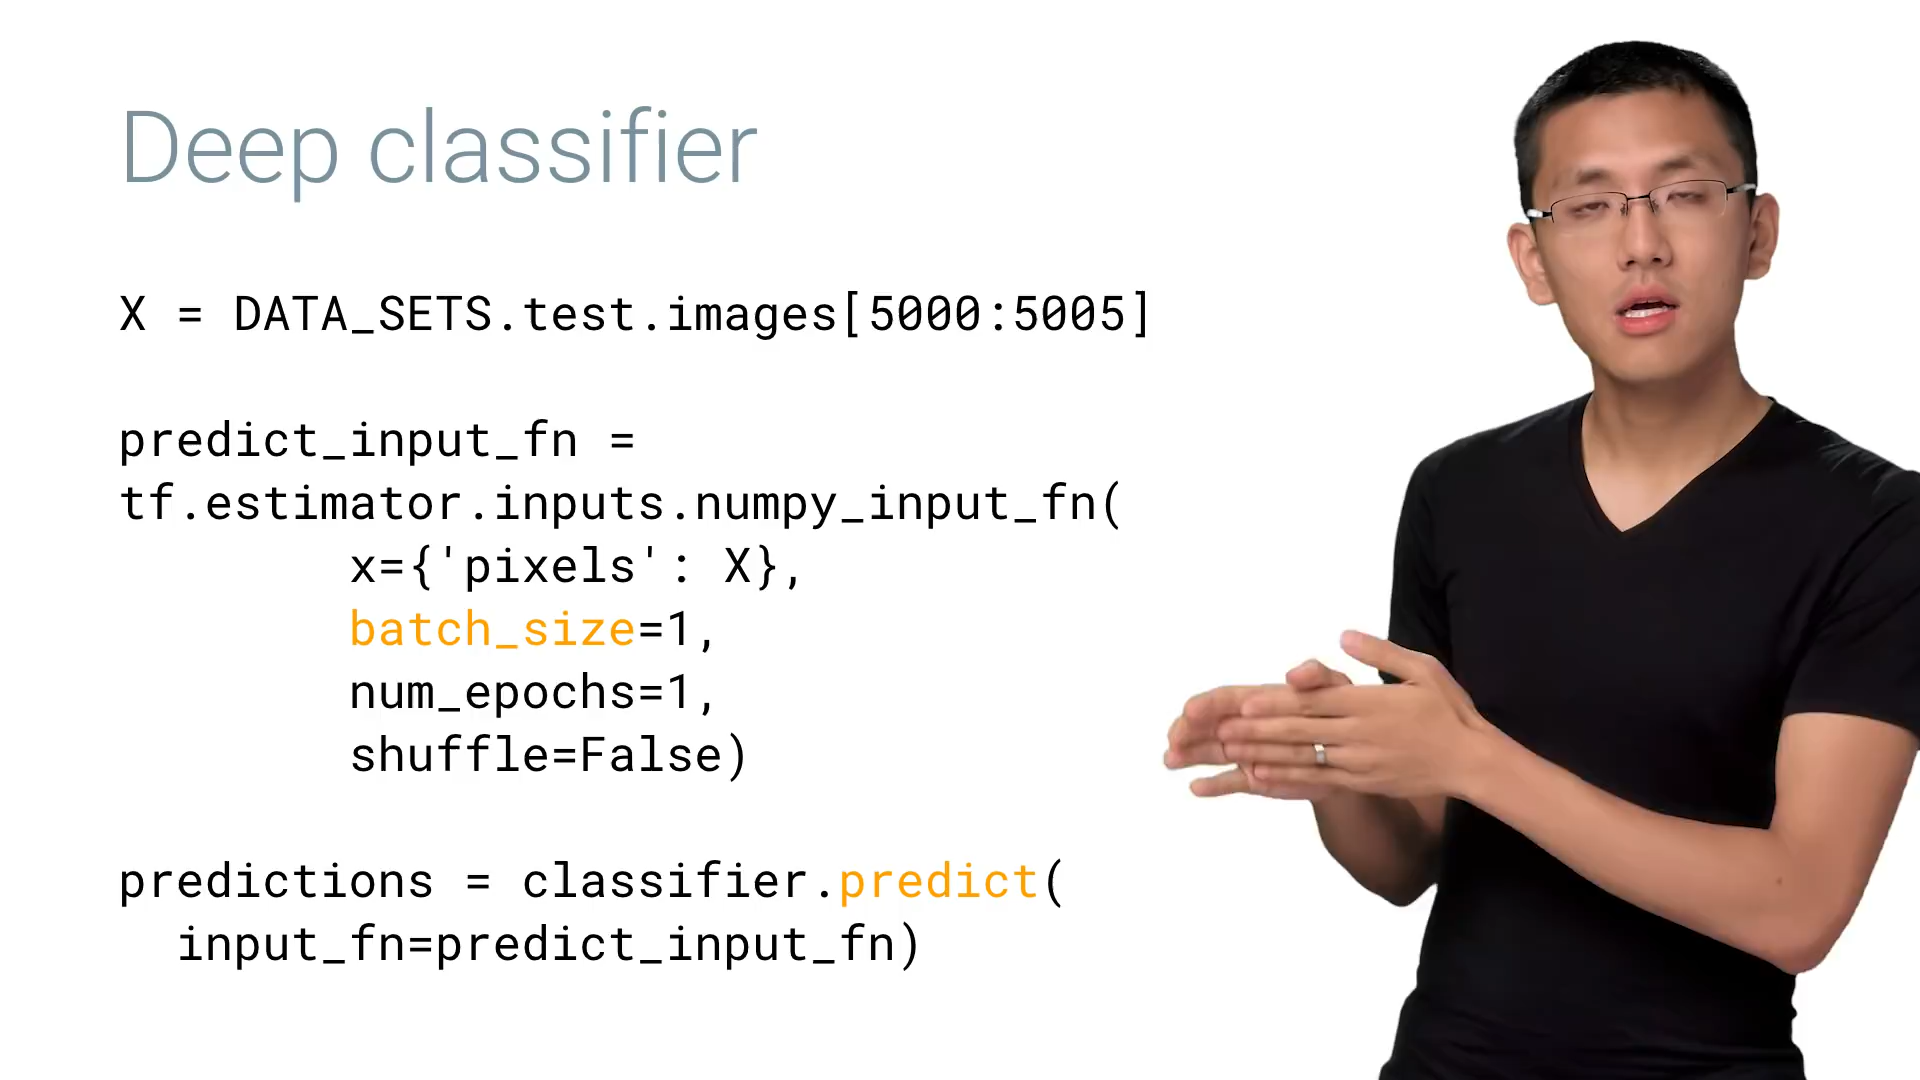 Deep classifier
X = DATA_SETS.test.images[5000:5005]
predict_input_fn =
tf.estimator.inputs.numpy_input_fn(
x={'pixels': X},
batch_size=1,
num_epochs=1,
shuffle=False)
predictions = classifier.predict(
input_fn=predict_input_fn)